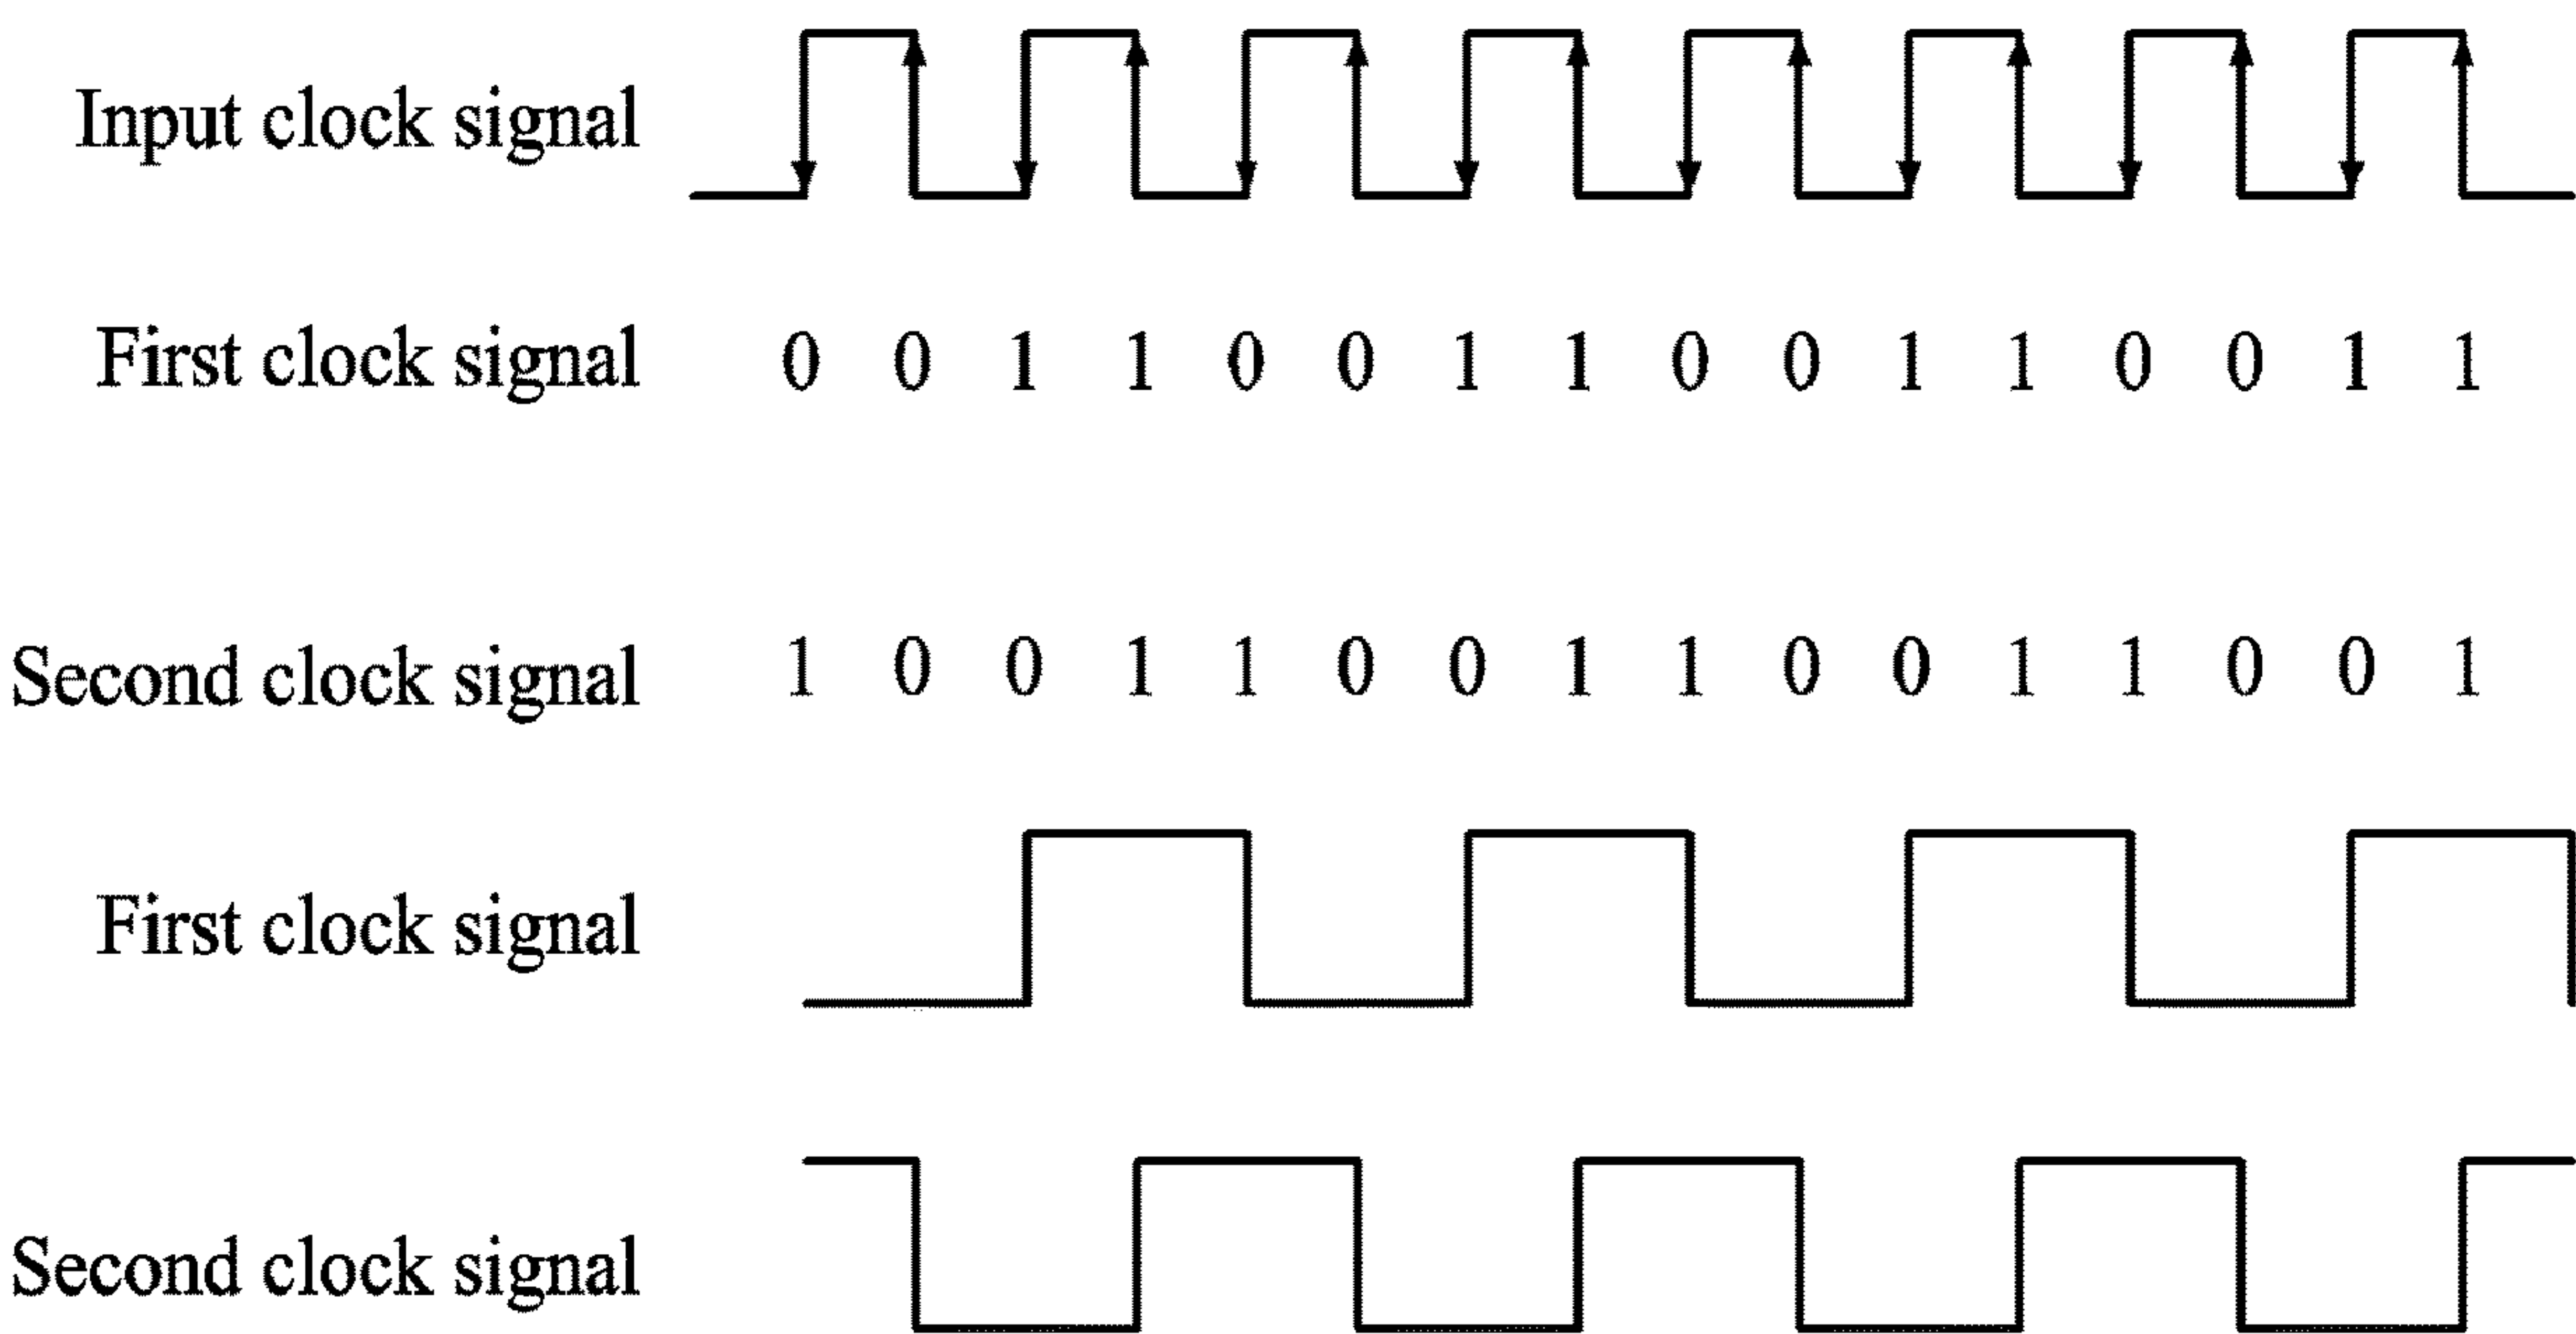 Input clock signal
First clock signal 0 0 1 1 0 0 1 1 0 0 1 1 0 0 1 1
Second clock signal 1 0 0 1 1 0 0 1 1 0 0 1 1 0 0 1
First clock signal
Second clock signal